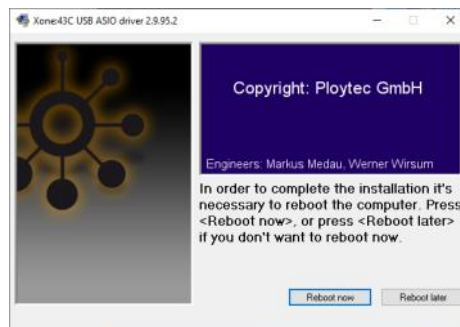 Xone:43C USB ASIO driver 2.9.95.2
Copyright: Ploytec GmbH
Engineers: Markus Medau, Werner Wirsum
In order to complete the installation it's
necessary to reboot the computer. Press
<Reboot now>, or press <Reboot later>
if you don't want to reboot now.
Reboot now
Reboot later